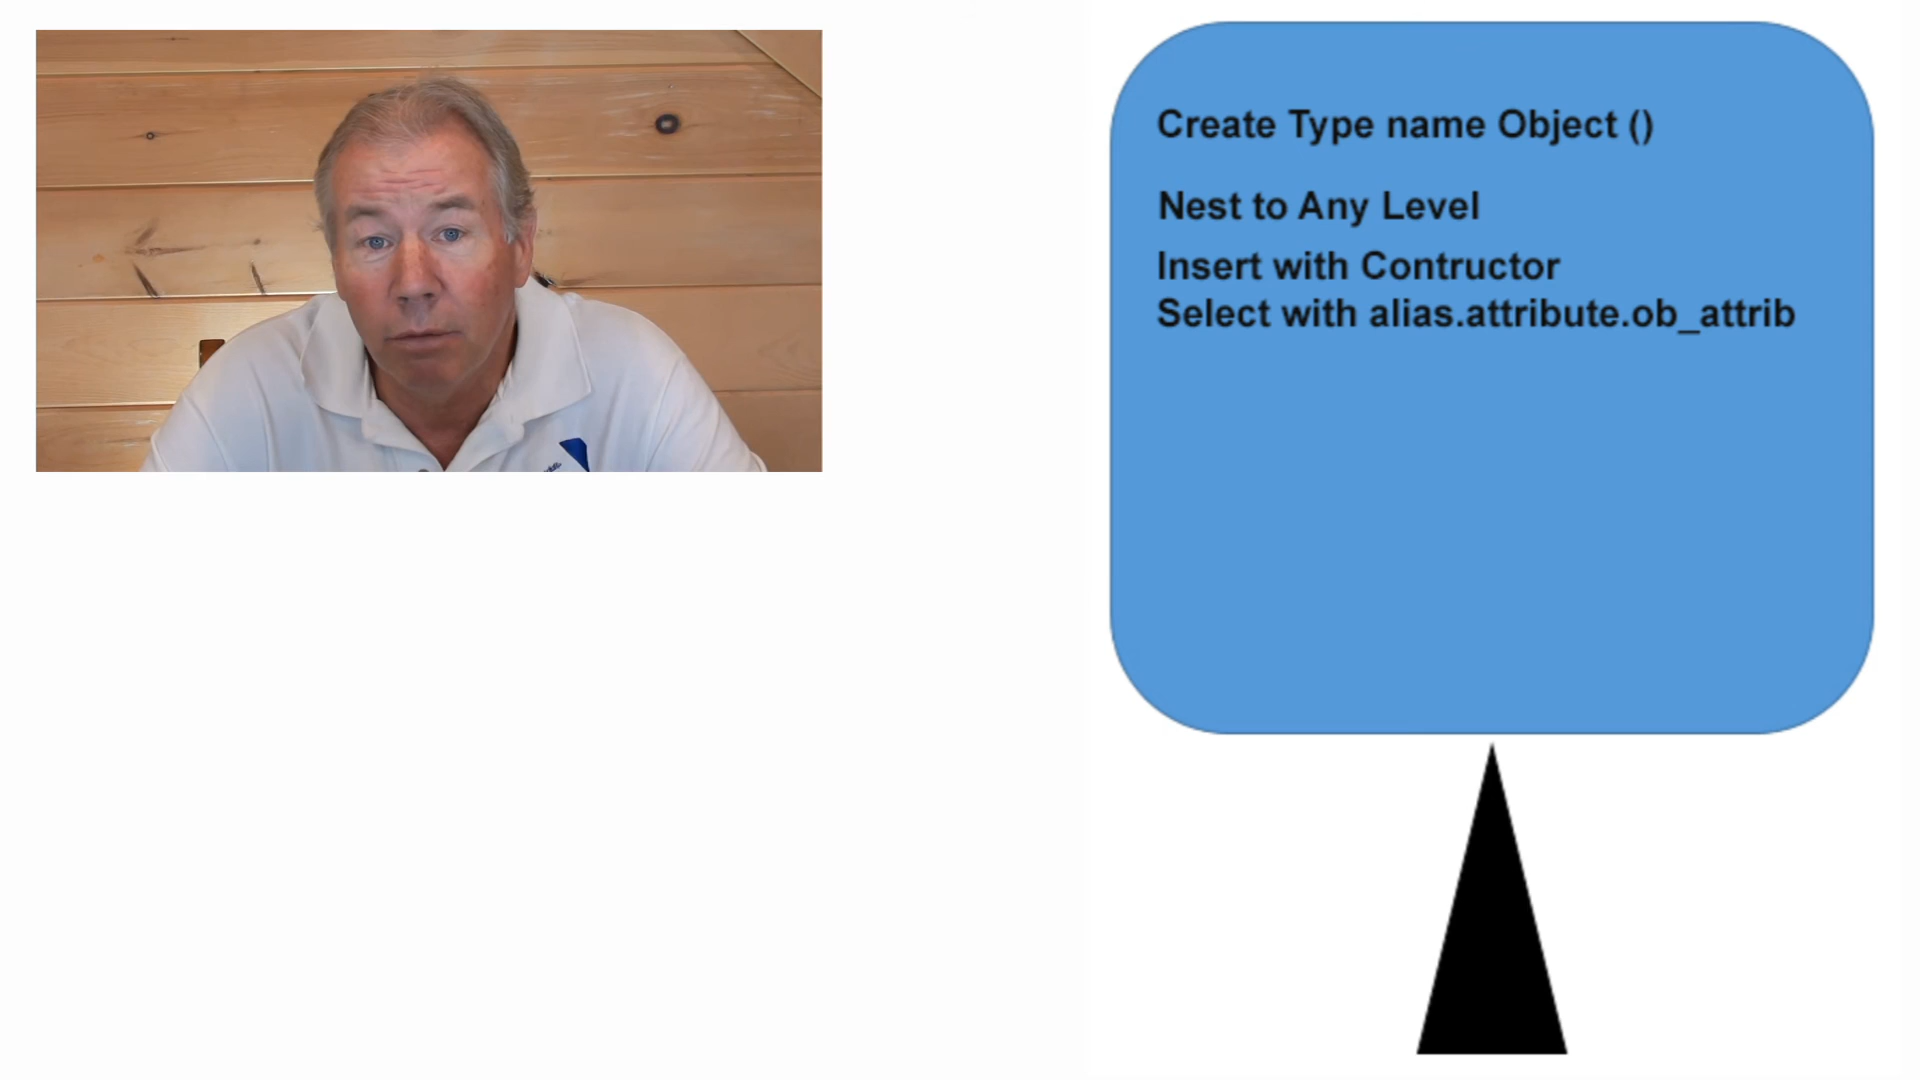 Create Type name Object ()
Nest to Any Level
Insert with Contructor
Select with alias.attribute.ob_attrib